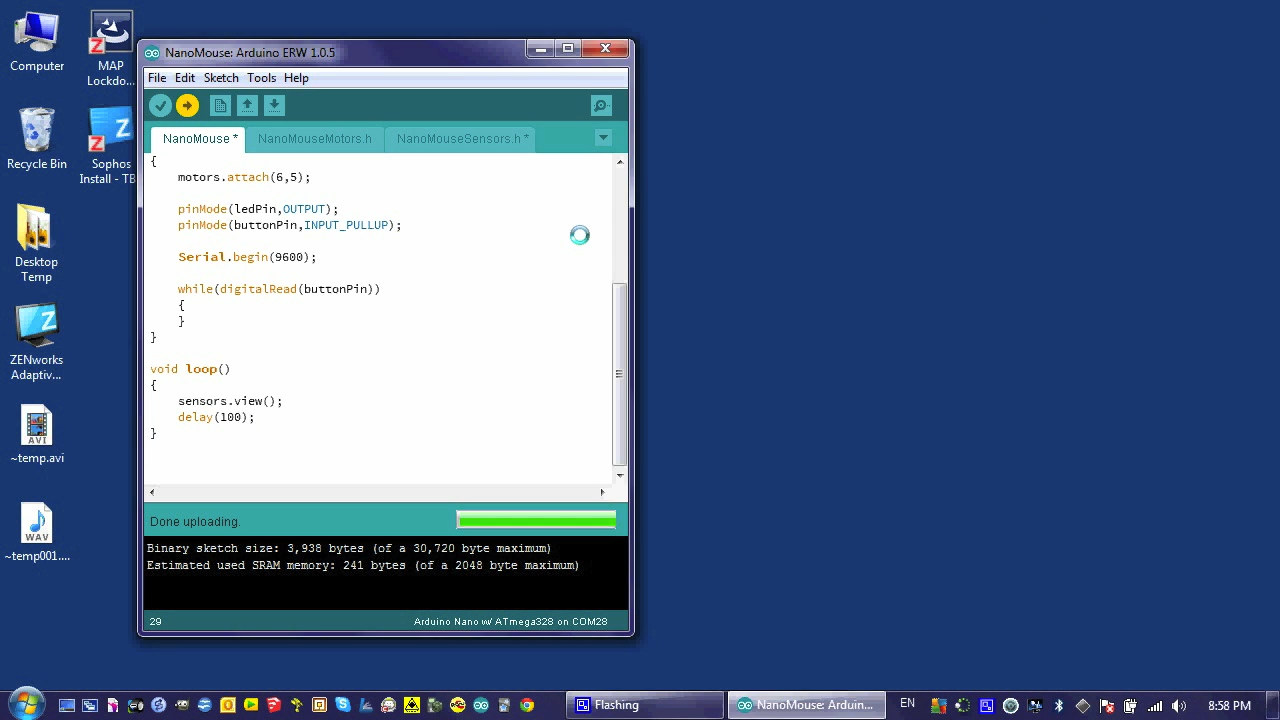 Computer
MAP
Lockdo...
Recycle Bin
Sophos
Install - TB
Desktop
Temp
ZENworks
Adaptiv...
AVI
~temp.avi
WAV
~temp001....
NanoMouse: Arduino ERW 1.0.5
File Edit Sketch Tools Help
NanoMouse * NanoMouseMotors.h NanoMouseSensors.h *
{
motors.attach(6,5);
pinMode(ledPin,OUTPUT);
pinMode(buttonPin,INPUT_PULLUP);
Serial.begin(9600);
while(digitalRead(buttonPin))
{
}
}
void loop()
{
sensors.view();
delay(100);
}
Done uploading.
Binary sketch size: 3,938 bytes (of a 30,720 byte maximum)
Estimated used SRAM memory: 241 bytes (of a 2048 byte maximum)
29 Arduino Nano w/ ATmega328 on COM28
Flashing NanoMouse: Arduin... EN 8:58 PM